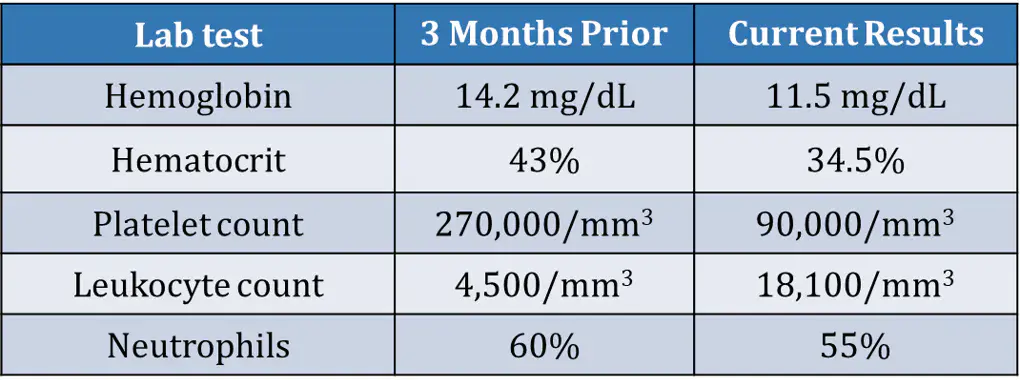 Lab test 3 Months Prior Current Results
Hemoglobin 14.2 mg/dL 11.5 mg/dL
Hematocrit 43% 34.5%
Platelet count 270,000/mm³ 90,000/mm³
Leukocyte count 4,500/mm³ 18,100/mm³
Neutrophils 60% 55%